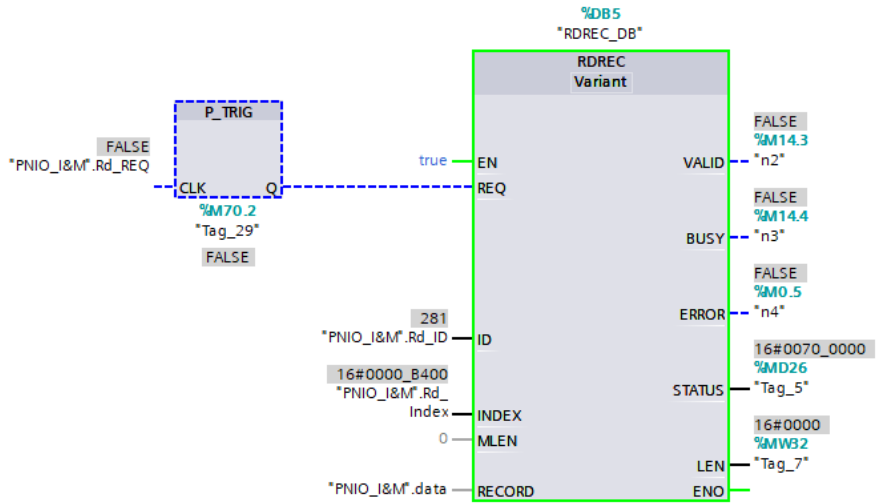 %DB5
"RDREC_DB"
RDREC
Variant
P_TRIG
FALSE
"PNIO_I&M".Rd_REQ
CLK
Q
%M70.2
"Tag_29"
FALSE
true
EN
REQ
281
"PNIO_I&M".Rd_ID
ID
16#0000_B400
"PNIO_I&M".Rd_
Index
INDEX
0
MLEN
"PNIO_I&M".data
RECORD
FALSE
%M14.3
VALID
"n2"
FALSE
%M14.4
BUSY
"n3"
FALSE
%M0.5
ERROR
"n4"
16#0070_0000
%MD26
STATUS
"Tag_5"
16#0000
%MW32
LEN
"Tag_7"
ENO